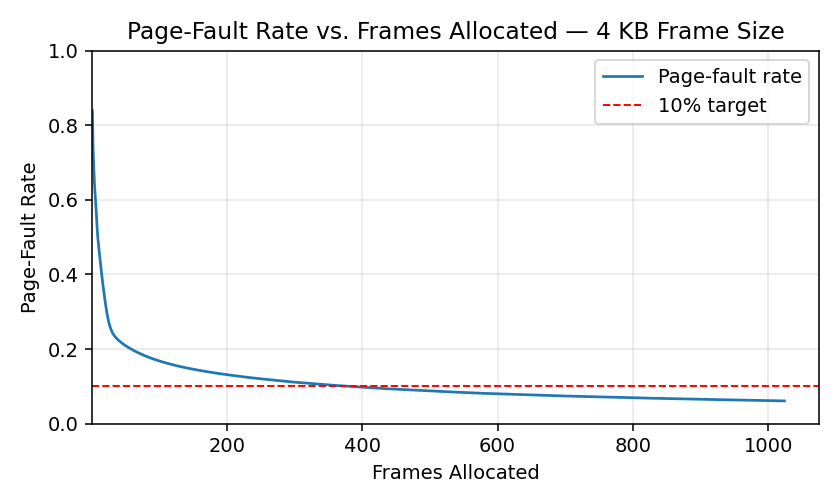 Page-Fault Rate vs. Frames Allocated — 4 KB Frame Size
Page-fault rate
10% target
Page-Fault Rate
1.0
0.8
0.6
0.4
0.2
0.0
200
400
600
800
1000
Frames Allocated